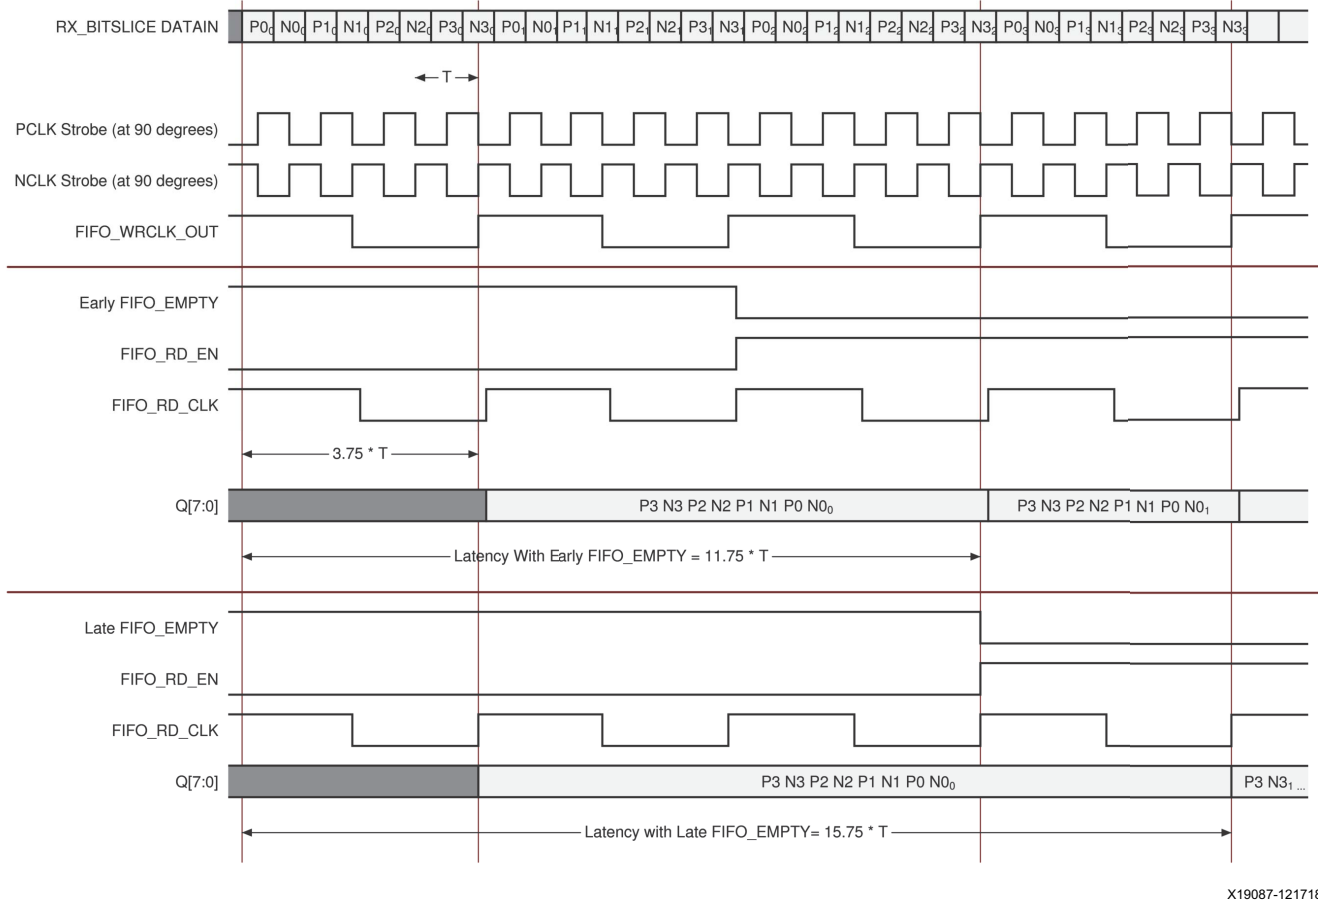 RX_BITSLICE DATAIN P0₀ N0₀ P1₀ N1₀ P2₀ N2₀ P3₀ N3₀ P0₁ N0₁ P1₁ N1₁ P2₁ N2₁ P3₁ N3₁ P0₂ N0₂ P1₂ N1₂ P2₂ N2₂ P3₂ N3₂ P0₃ N0₃ P1₃ N1₃ P2₃ N2₃ P3₃ N3₃
T
PCLK Strobe (at 90 degrees)
NCLK Strobe (at 90 degrees)
FIFO_WRCLK_OUT
Early FIFO_EMPTY
FIFO_RD_EN
FIFO_RD_CLK
3.75 * T
Q[7:0] P3 N3 P2 N2 P1 N1 P0 N0₀ P3 N3 P2 N2 P1 N1 P0 N0₁
Latency With Early FIFO_EMPTY = 11.75 * T
Late FIFO_EMPTY
FIFO_RD_EN
FIFO_RD_CLK
Q[7:0] P3 N3 P2 N2 P1 N1 P0 N0₀ P3 N3₁ ...
Latency with Late FIFO_EMPTY= 15.75 * T
X19087-121718